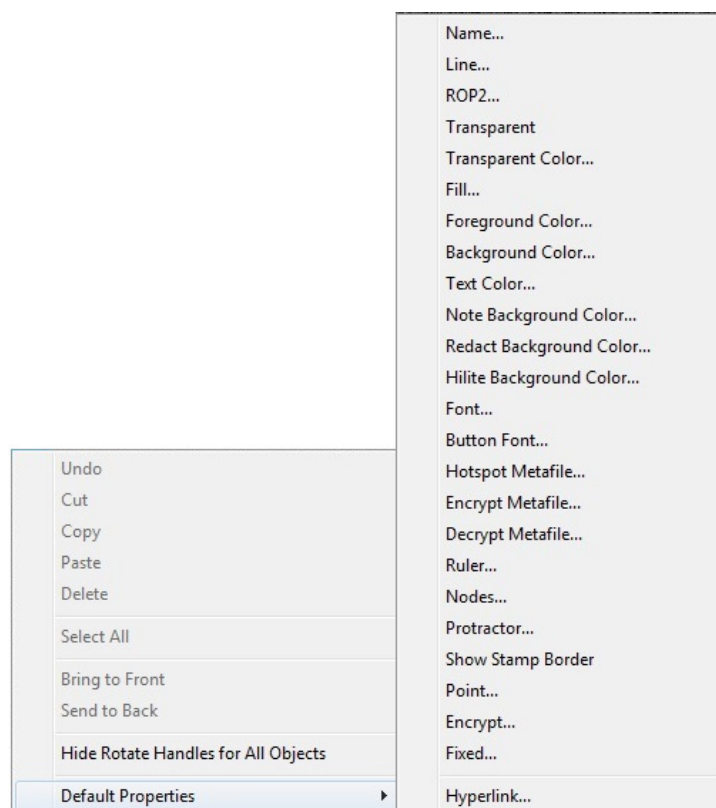 Name...
Line...
ROP2...
Transparent
Transparent Color...
Fill...
Foreground Color...
Background Color...
Text Color...
Note Background Color...
Redact Background Color...
Hilite Background Color...
Font...
Button Font...
Hotspot Metafile...
Encrypt Metafile...
Decrypt Metafile...
Ruler...
Nodes...
Protractor...
Show Stamp Border
Point...
Encrypt...
Fixed...
Hyperlink...
Undo
Cut
Copy
Paste
Delete
Select All
Bring to Front
Send to Back
Hide Rotate Handles for All Objects
Default Properties